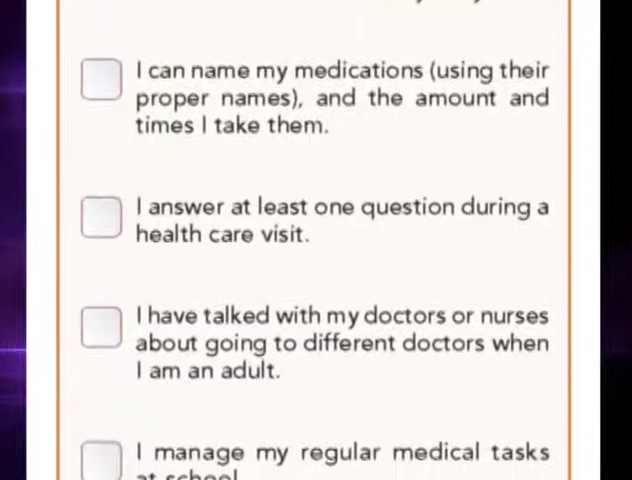 I can name my medications (using their
proper names), and the amount and
times I take them.
I answer at least one question during a
health care visit.
I have talked with my doctors or nurses
about going to different doctors when
I am an adult.
I manage my regular medical tasks
at school